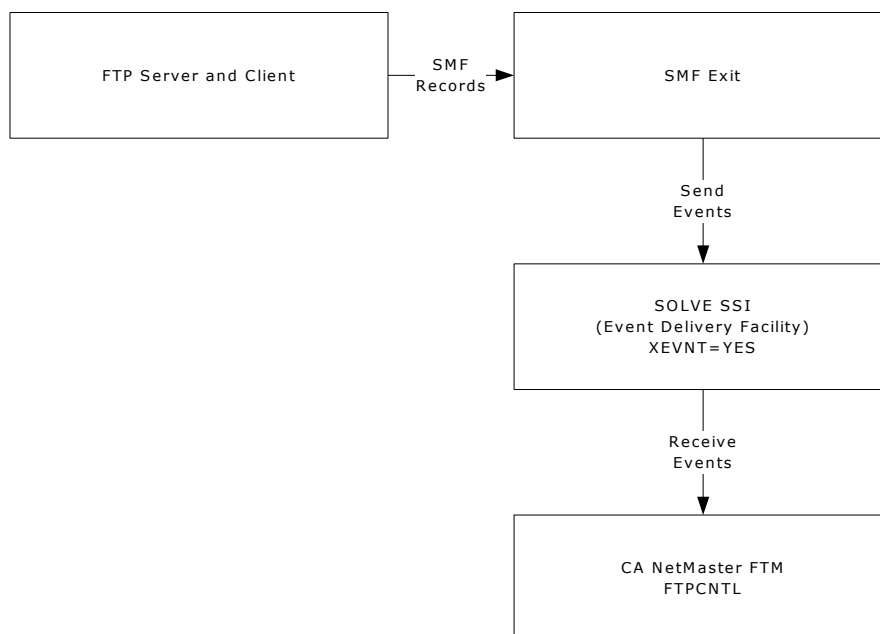 FTP Server and Client
SMF
Records
SMF Exit
Send
Events
SOLVE SSI
(Event Delivery Facility)
XEVNT=YES
Receive
Events
CA NetMaster FTM
FTPCNTL